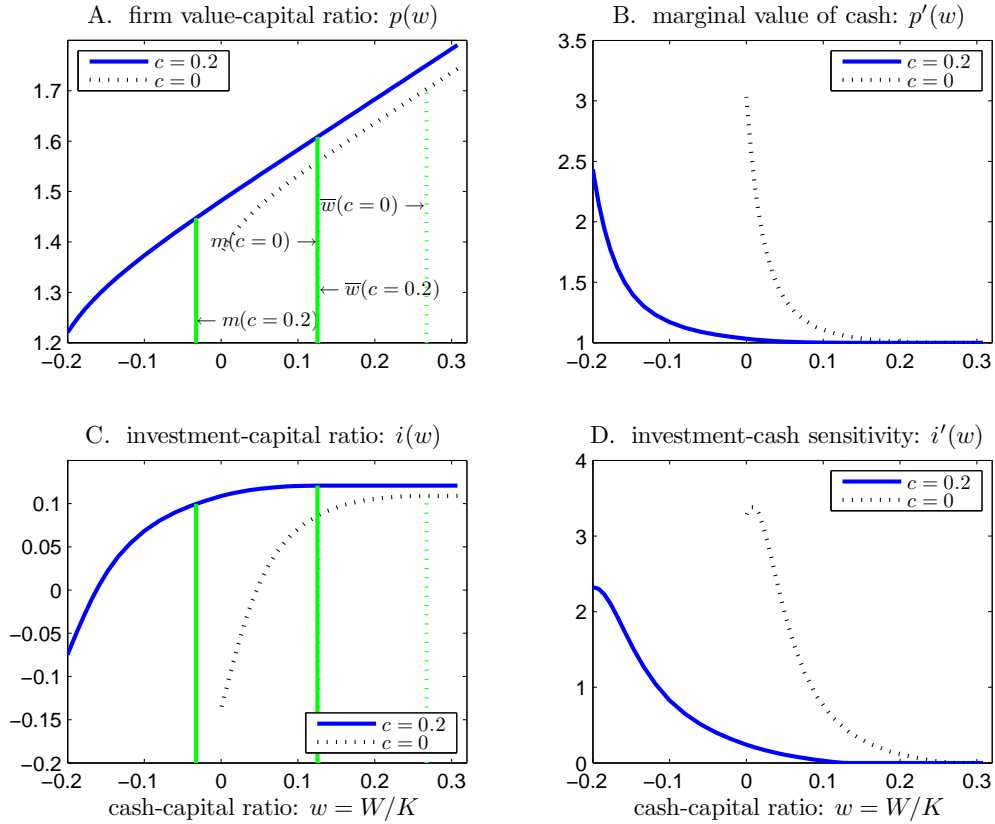 A. firm value-capital ratio: p(w)
c = 0.2
c = 0
1.7
1.6
1.5
1.4
1.3
1.2
w̅(c = 0) →
m(c = 0) →
← w̅(c = 0.2)
← m(c = 0.2)
−0.2 −0.1 0 0.1 0.2 0.3
B. marginal value of cash: p′(w)
c = 0.2
c = 0
3.5
3
2.5
2
1.5
1
−0.2 −0.1 0 0.1 0.2 0.3
C. investment-capital ratio: i(w)
0.1
0.05
0
−0.05
−0.1
−0.15
−0.2
c = 0.2
c = 0
−0.2 −0.1 0 0.1 0.2 0.3
cash-capital ratio: w = W/K
D. investment-cash sensitivity: i′(w)
c = 0.2
c = 0
4
3
2
1
0
−0.2 −0.1 0 0.1 0.2 0.3
cash-capital ratio: w = W/K